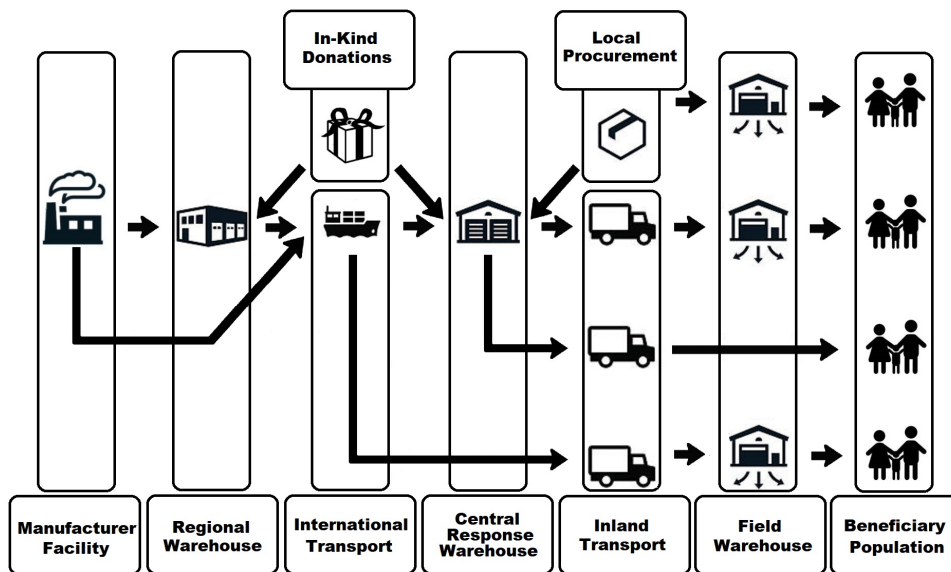 In-Kind
Donations
Local
Procurement
Manufacturer
Facility
Regional
Warehouse
International
Transport
Central
Response
Warehouse
Inland
Transport
Field
Warehouse
Beneficiary
Population